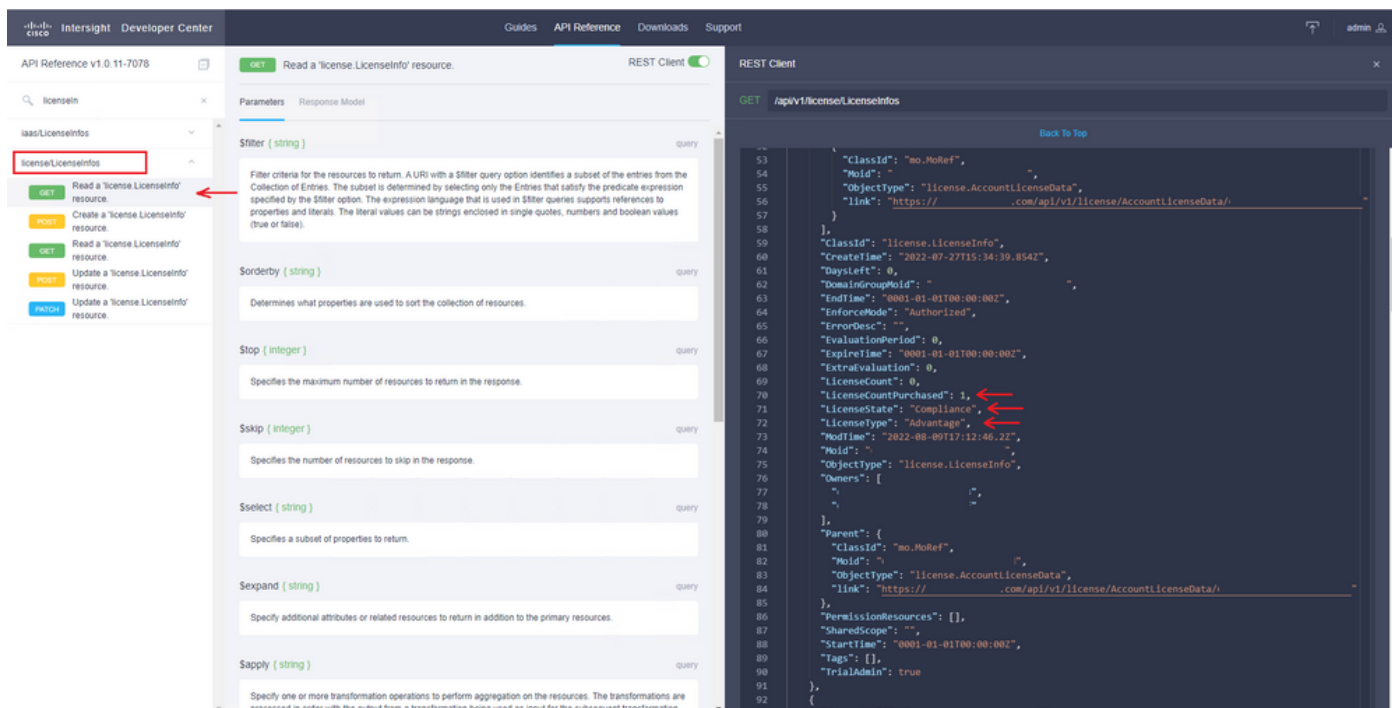 cisco Intersight Developer Center
Guides API Reference Downloads Support
admin
API Reference v1.0.11-7078
licensein
iaas/LicenseInfos
license/LicenseInfos
GET Read a 'license.LicenseInfo' resource.
POST Create a 'license.LicenseInfo' resource.
GET Read a 'license.LicenseInfo' resource.
POST Update a 'license.LicenseInfo' resource.
PATCH Update a 'license.LicenseInfo' resource.
GET Read a 'license.LicenseInfo' resource.
REST Client
Parameters Response Model
$filter { string } query
Filter criteria for the resources to return. A URI with a $filter query option identifies a subset of the entries from the
Collection of Entries. The subset is determined by selecting only the Entries that satisfy the predicate expression
specified by the $filter option. The expression language that is used in $filter queries supports references to
properties and literals. The literal values can be strings enclosed in single quotes, numbers and boolean values
(true or false).
$orderby { string } query
Determines what properties are used to sort the collection of resources.
$top { integer } query
Specifies the maximum number of resources to return in the response.
$skip { integer } query
Specifies the number of resources to skip in the response.
$select { string } query
Specifies a subset of properties to return.
$expand { string } query
Specify additional attributes or related resources to return in addition to the primary resources.
$apply { string } query
Specify one or more transformation operations to perform aggregation on the resources. The transformations are
REST Client ×
GET /api/v1/license/LicenseInfos
Back To Top
{
53 "ClassId": "mo.MoRef",
54 "Moid": " ",
55 "ObjectType": "license.AccountLicenseData",
56 "link": "https:// .com/api/v1/license/AccountLicenseData/ "
57 }
58 ],
59 "ClassId": "license.LicenseInfo",
60 "CreateTime": "2022-07-27T15:34:39.854Z",
61 "DaysLeft": 0,
62 "DomainGroupMoid": " ",
63 "EndTime": "0001-01-01T00:00:00Z",
64 "EnforceMode": "Authorized",
65 "ErrorDesc": "",
66 "EvaluationPeriod": 0,
67 "ExpireTime": "0001-01-01T00:00:00Z",
68 "ExtraEvaluation": 0,
69 "LicenseCount": 0,
70 "LicenseCountPurchased": 1,
71 "LicenseState": "Compliance",
72 "LicenseType": "Advantage",
73 "ModTime": "2022-08-09T17:12:46.2Z",
74 "Moid": " ",
75 "ObjectType": "license.LicenseInfo",
76 "Owners": [
77 " ",
78 " "
79 ],
80 "Parent": {
81 "ClassId": "mo.MoRef",
82 "Moid": " ",
83 "ObjectType": "license.AccountLicenseData",
84 "link": "https:// .com/api/v1/license/AccountLicenseData/ "
85 },
86 "PermissionResources": [],
87 "SharedScope": "",
88 "StartTime": "0001-01-01T00:00:00Z",
89 "Tags": [],
90 "TrialAdmin": true
91 },
92 {